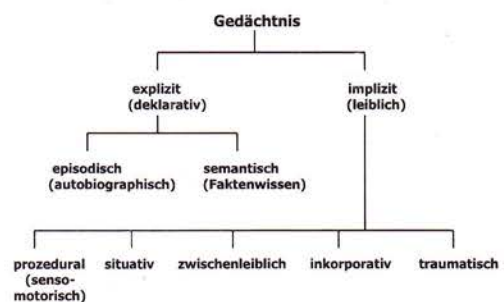 Gedächtnis
explizit
(deklarativ)
implizit
(leiblich)
episodisch
(autobiographisch)
semantisch
(Faktenwissen)
prozedural
(senso-
motorisch)
situativ
zwischenleiblich
inkorporativ
traumatisch